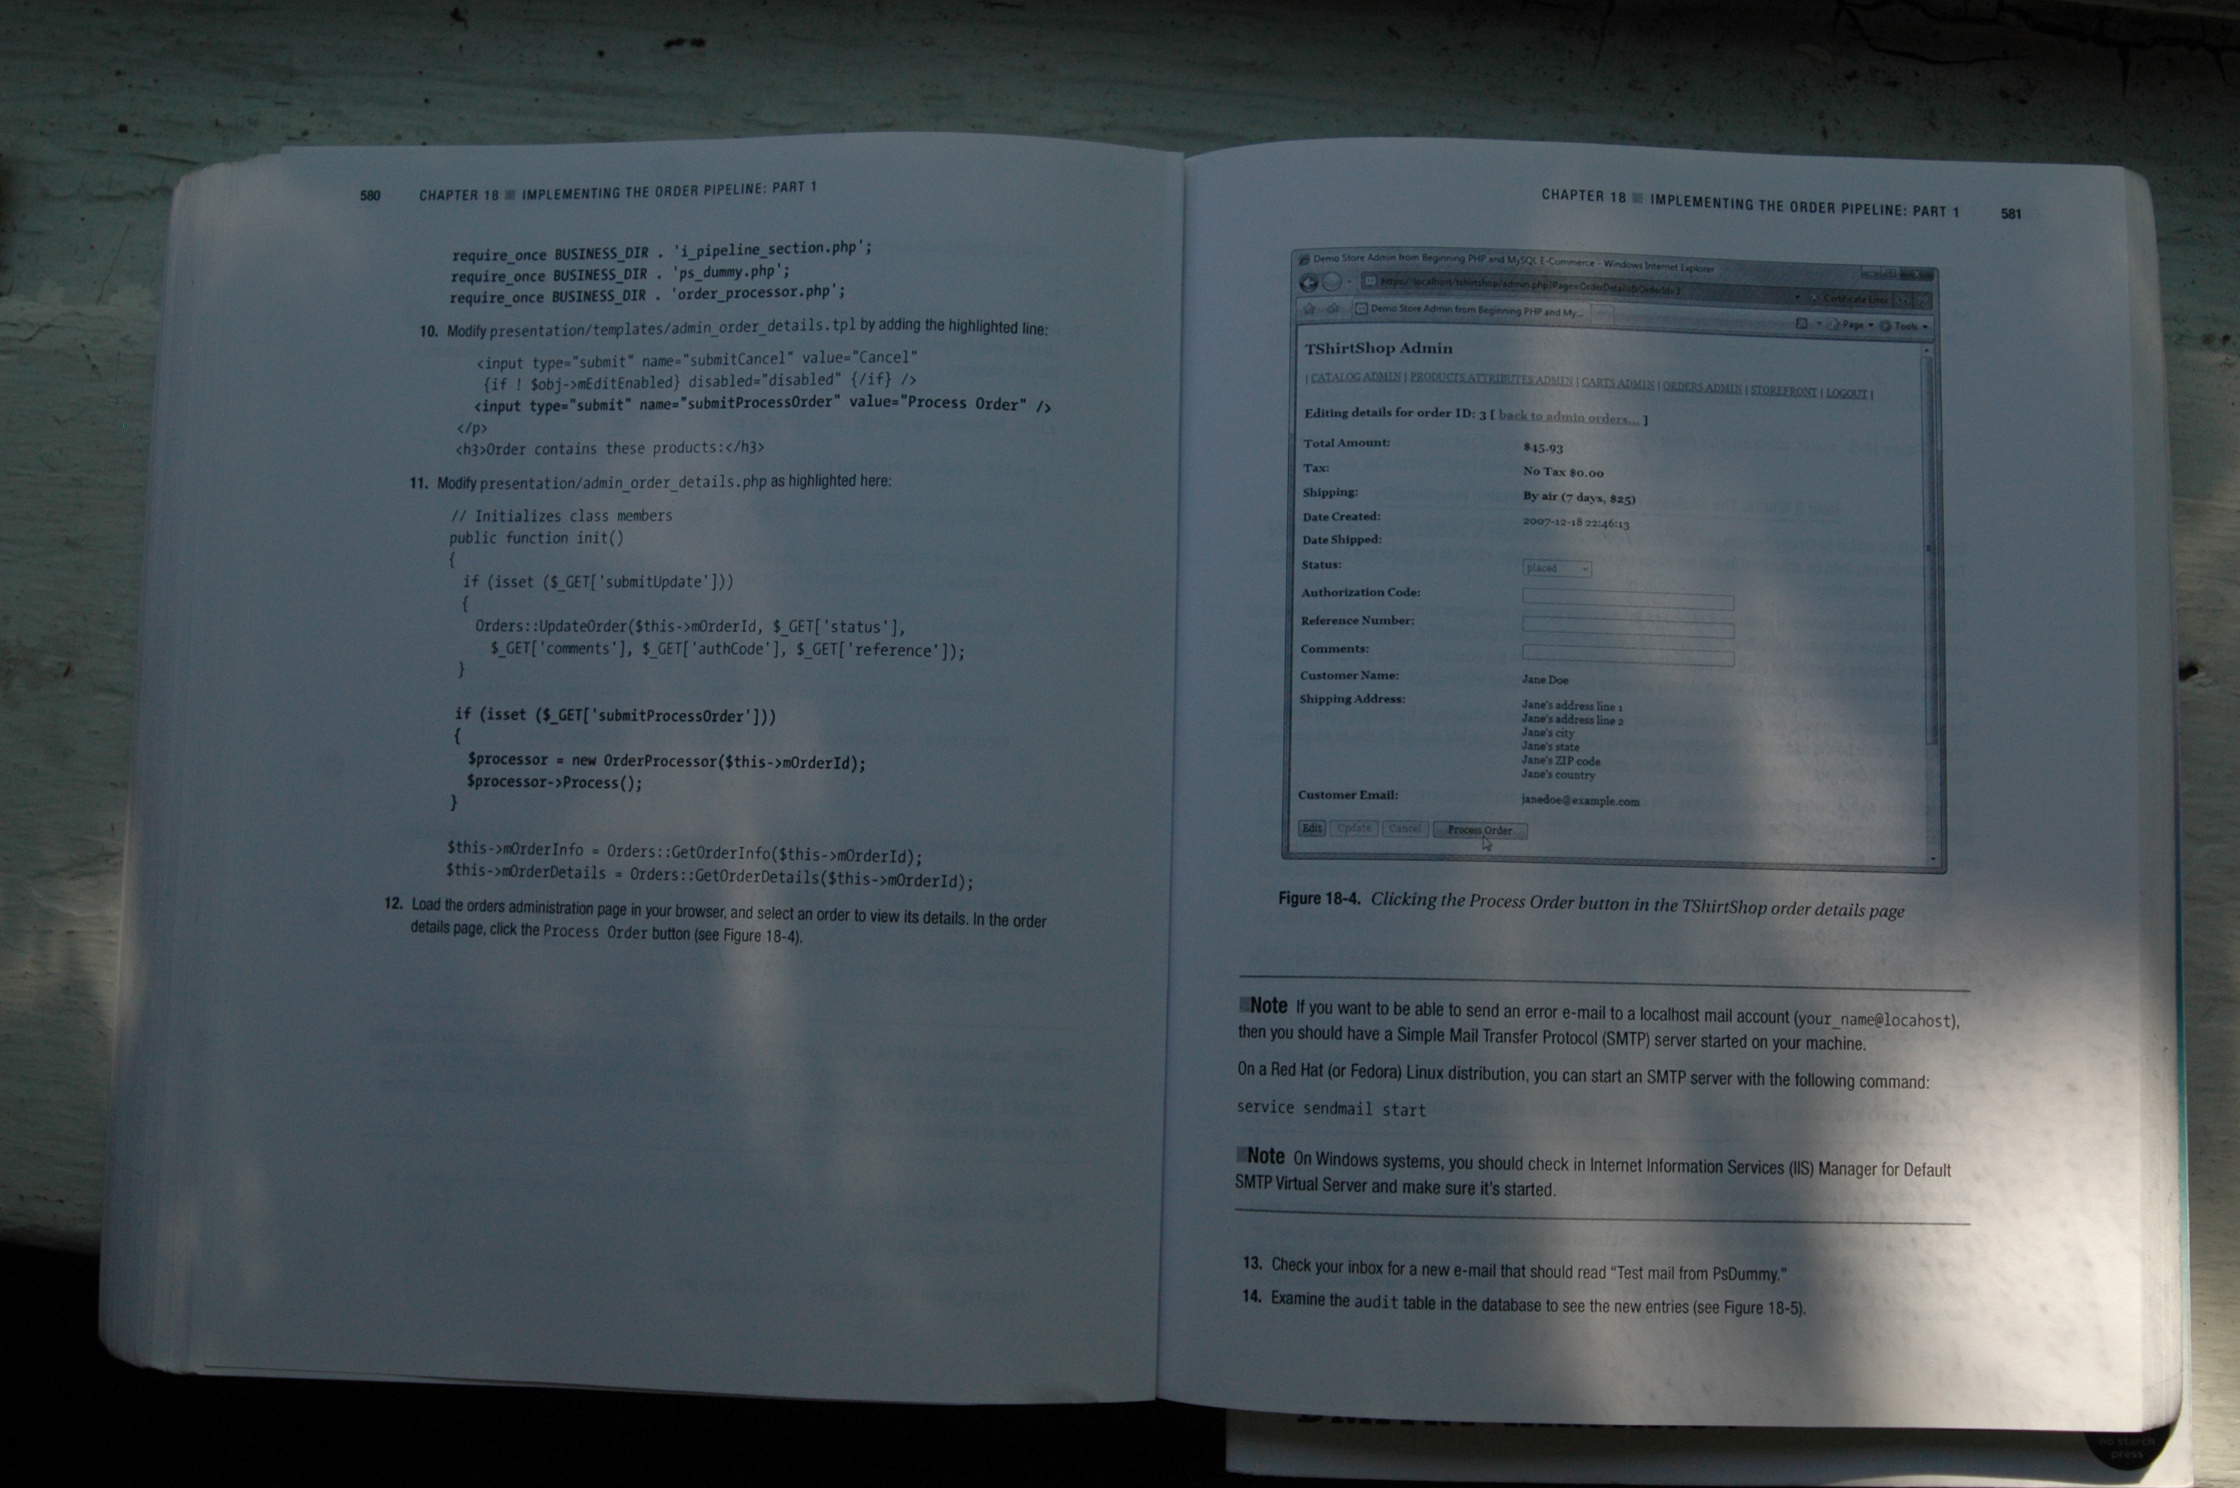 580 CHAPTER 18 ■ IMPLEMENTING THE ORDER PIPELINE: PART 1
require_once BUSINESS_DIR . 'i_pipeline_section.php';
require_once BUSINESS_DIR . 'ps_dummy.php';
require_once BUSINESS_DIR . 'order_processor.php';
10. Modify presentation/templates/admin_order_details.tpl by adding the highlighted line:
<input type="submit" name="submitCancel" value="Cancel"
{if ! $obj->mEditEnabled} disabled="disabled" {/if} />
<input type="submit" name="submitProcessOrder" value="Process Order" />
</p>
<h3>Order contains these products:</h3>
11. Modify presentation/admin_order_details.php as highlighted here:
// Initializes class members
public function init()
{
if (isset ($_GET['submitUpdate']))
{
Orders::UpdateOrder($this->mOrderId, $_GET['status'],
$_GET['comments'], $_GET['authCode'], $_GET['reference']);
}
if (isset ($_GET['submitProcessOrder']))
{
$processor = new OrderProcessor($this->mOrderId);
$processor->Process();
}
$this->mOrderInfo = Orders::GetOrderInfo($this->mOrderId);
$this->mOrderDetails = Orders::GetOrderDetails($this->mOrderId);
12. Load the orders administration page in your browser, and select an order to view its details. In the order
details page, click the Process Order button (see Figure 18-4).
CHAPTER 18 ■ IMPLEMENTING THE ORDER PIPELINE: PART 1 581
Demo Store Admin from Beginning PHP and MySQL E-Commerce - Windows Internet Explorer
https://localhost/tshirtshop/admin.php?Page=OrderDetails&OrderId=3 Certificate Error
Demo Store Admin from Beginning PHP and My... Page Tools
TShirtShop Admin
| CATALOG ADMIN | PRODUCTS ATTRIBUTES ADMIN | CARTS ADMIN | ORDERS ADMIN | STOREFRONT | LOGOUT |
Editing details for order ID: 3 [ back to admin orders... ]
Total Amount: $45.93
Tax: No Tax $0.00
Shipping: By air (7 days, $25)
Date Created: 2007-12-18 22:46:13
Date Shipped:
Status: placed
Authorization Code:
Reference Number:
Comments:
Customer Name: Jane Doe
Shipping Address: Jane's address line 1
Jane's address line 2
Jane's city
Jane's state
Jane's ZIP code
Jane's country
Customer Email: janedoe@example.com
Edit Update Cancel Process Order
Figure 18-4. Clicking the Process Order button in the TShirtShop order details page
■Note If you want to be able to send an error e-mail to a localhost mail account (your_name@locahost),
then you should have a Simple Mail Transfer Protocol (SMTP) server started on your machine.
On a Red Hat (or Fedora) Linux distribution, you can start an SMTP server with the following command:
service sendmail start
■Note On Windows systems, you should check in Internet Information Services (IIS) Manager for Default
SMTP Virtual Server and make sure it's started.
13. Check your inbox for a new e-mail that should read "Test mail from PsDummy."
14. Examine the audit table in the database to see the new entries (see Figure 18-5).
no starch
press